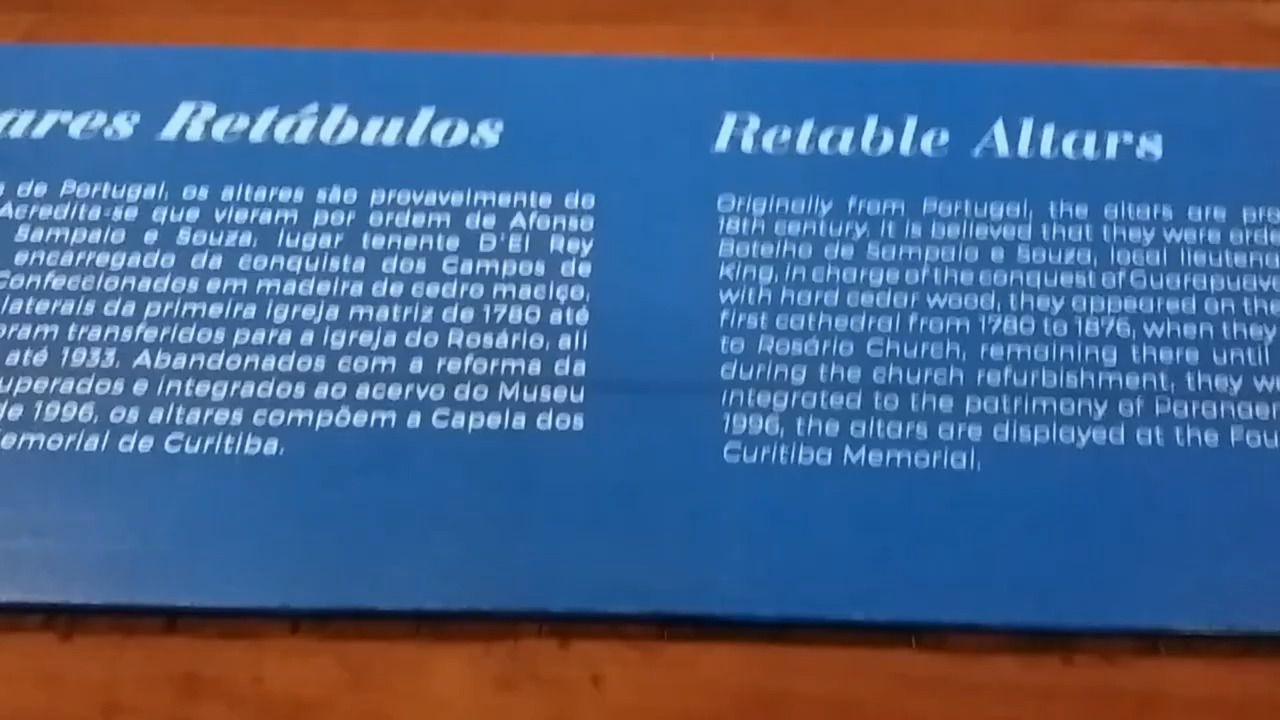 ares Retábulos
de Portugal, os altares são provavelmente do
Acredita-se que vieram por ordem de Afonso
Sampaio e Souza, lugar tenente D'El Rey
encarregado da conquista dos Campos de
Confeccionados em madeira de cedro maciço,
laterais da primeira igreja matriz de 1780 até
oram transferidos para a igreja do Rosário, ali
até 1933. Abandonados com a reforma da
uperados e integrados ao acervo do Museu
de 1996, os altares compõem a Capela dos
emorial de Curitiba.
Retable Altars
Originally from Portugal, the altars are pro
18th century. It is believed that they were orde
Botelho de Sampaio e Souza, local lieutena
King, in charge of the conquest of Guarapuav
with hard cedar wood, they appeared on the
first cathedral from 1780 to 1876, when they
to Rosário Church, remaining there until
during the church refurbishment, they we
integrated to the patrimony of Paranaen
1996, the altars are displayed at the Fou
Curitiba Memorial.